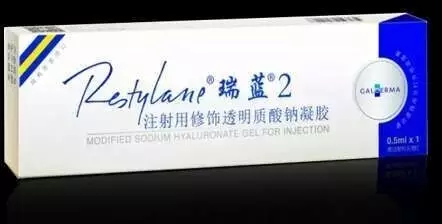 Restylane® 瑞蓝® 2
注射用修饰透明质酸钠凝胶
MODIFIED SODIUM HYALURONATE GEL FOR INJECTION
GALDERMA
0.5ml x 1